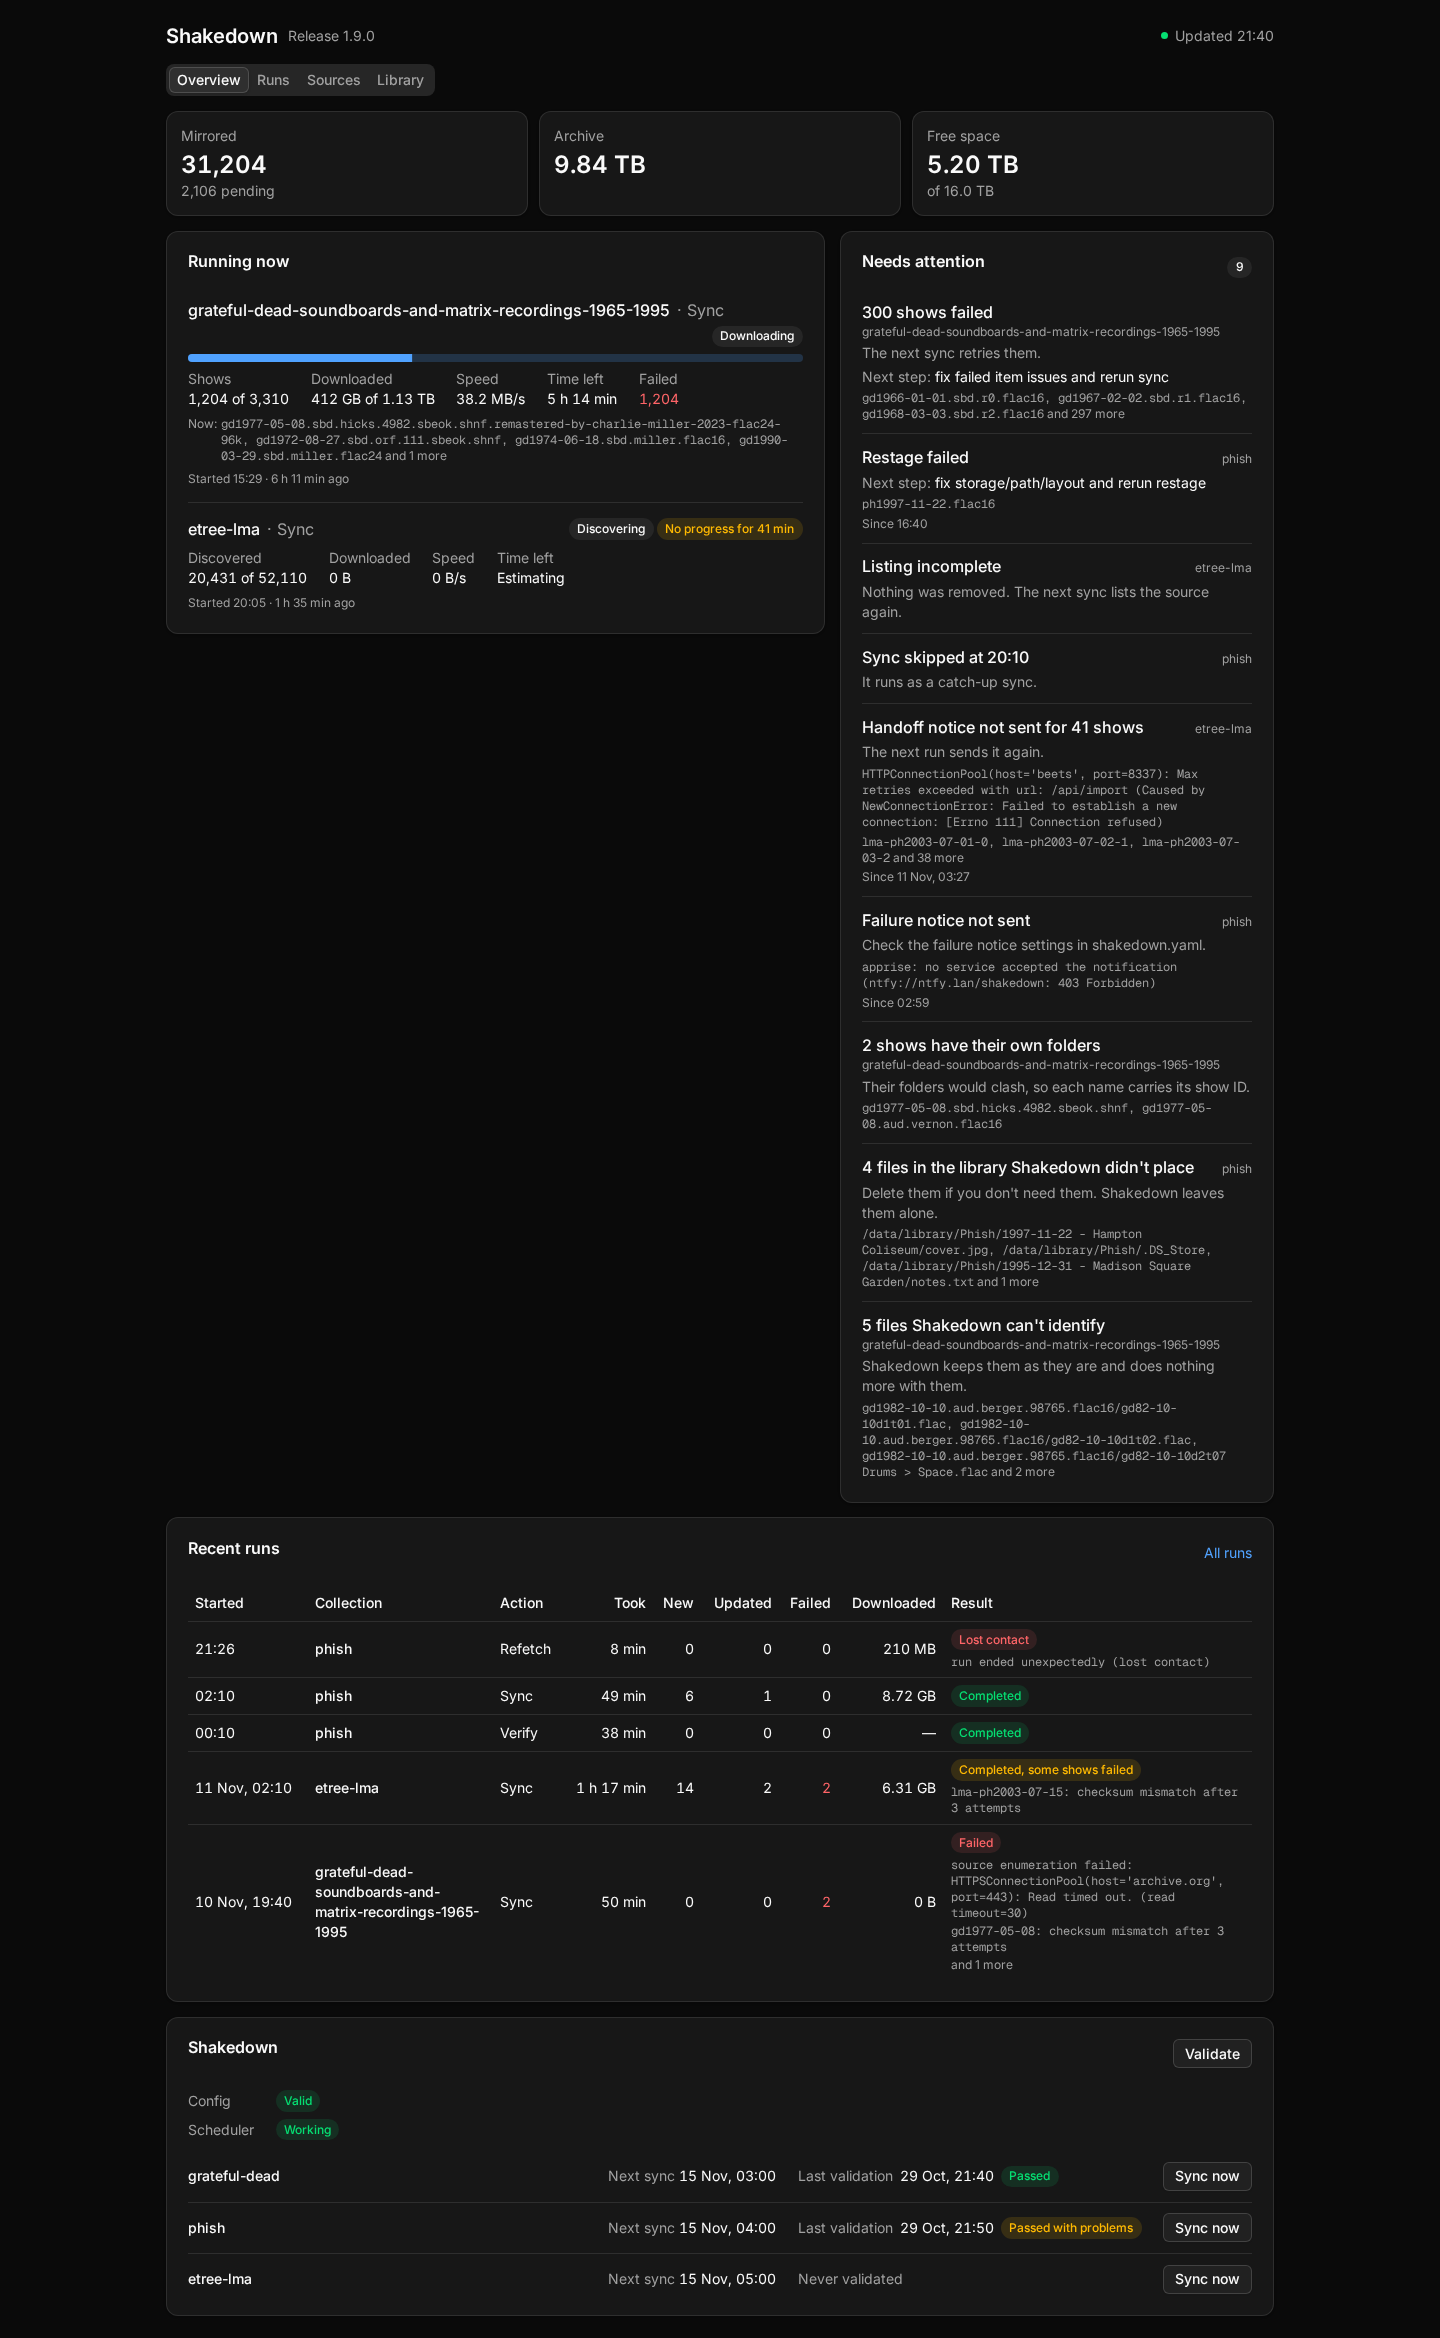 Shakedown Release 1.9.0
Updated 21:40
Overview Runs Sources Library
Mirrored
31,204
2,106 pending
Archive
9.84 TB
Free space
5.20 TB
of 16.0 TB
Running now
grateful-dead-soundboards-and-matrix-recordings-1965-1995 · Sync
Downloading
Shows Downloaded Speed Time left Failed
1,204 of 3,310 412 GB of 1.13 TB 38.2 MB/s 5 h 14 min 1,204
Now: gd1977-05-08.sbd.hicks.4982.sbeok.shnf.remastered-by-charlie-miller-2023-flac24-
96k, gd1972-08-27.sbd.orf.111.sbeok.shnf, gd1974-06-18.sbd.miller.flac16, gd1990-
03-29.sbd.miller.flac24 and 1 more
Started 15:29 · 6 h 11 min ago
etree-lma · Sync Discovering No progress for 41 min
Discovered Downloaded Speed Time left
20,431 of 52,110 0 B 0 B/s Estimating
Started 20:05 · 1 h 35 min ago
Needs attention 9
300 shows failed
grateful-dead-soundboards-and-matrix-recordings-1965-1995
The next sync retries them.
Next step: fix failed item issues and rerun sync
gd1966-01-01.sbd.r0.flac16, gd1967-02-02.sbd.r1.flac16,
gd1968-03-03.sbd.r2.flac16 and 297 more
Restage failed phish
Next step: fix storage/path/layout and rerun restage
ph1997-11-22.flac16
Since 16:40
Listing incomplete etree-lma
Nothing was removed. The next sync lists the source
again.
Sync skipped at 20:10 phish
It runs as a catch-up sync.
Handoff notice not sent for 41 shows etree-lma
The next run sends it again.
HTTPConnectionPool(host='beets', port=8337): Max
retries exceeded with url: /api/import (Caused by
NewConnectionError: Failed to establish a new
connection: [Errno 111] Connection refused)
lma-ph2003-07-01-0, lma-ph2003-07-02-1, lma-ph2003-07-
03-2 and 38 more
Since 11 Nov, 03:27
Failure notice not sent phish
Check the failure notice settings in shakedown.yaml.
apprise: no service accepted the notification
(ntfy://ntfy.lan/shakedown: 403 Forbidden)
Since 02:59
2 shows have their own folders
grateful-dead-soundboards-and-matrix-recordings-1965-1995
Their folders would clash, so each name carries its show ID.
gd1977-05-08.sbd.hicks.4982.sbeok.shnf, gd1977-05-
08.aud.vernon.flac16
4 files in the library Shakedown didn't place phish
Delete them if you don't need them. Shakedown leaves
them alone.
/data/library/Phish/1997-11-22 - Hampton
Coliseum/cover.jpg, /data/library/Phish/.DS_Store,
/data/library/Phish/1995-12-31 - Madison Square
Garden/notes.txt and 1 more
5 files Shakedown can't identify
grateful-dead-soundboards-and-matrix-recordings-1965-1995
Shakedown keeps them as they are and does nothing
more with them.
gd1982-10-10.aud.berger.98765.flac16/gd82-10-
10d1t01.flac, gd1982-10-
10.aud.berger.98765.flac16/gd82-10-10d1t02.flac,
gd1982-10-10.aud.berger.98765.flac16/gd82-10-10d2t07
Drums > Space.flac and 2 more
Recent runs All runs
Started Collection Action Took New Updated Failed Downloaded Result
21:26 phish Refetch 8 min 0 0 0 210 MB Lost contact
run ended unexpectedly (lost contact)
02:10 phish Sync 49 min 6 1 0 8.72 GB Completed
00:10 phish Verify 38 min 0 0 0 — Completed
11 Nov, 02:10 etree-lma Sync 1 h 17 min 14 2 2 6.31 GB Completed, some shows failed
lma-ph2003-07-15: checksum mismatch after
3 attempts
10 Nov, 19:40 grateful-dead-
soundboards-and-
matrix-recordings-1965-
1995 Sync 50 min 0 0 2 0 B Failed
source enumeration failed:
HTTPSConnectionPool(host='archive.org',
port=443): Read timed out. (read
timeout=30)
gd1977-05-08: checksum mismatch after 3
attempts
and 1 more
Shakedown Validate
Config Valid
Scheduler Working
grateful-dead Next sync 15 Nov, 03:00 Last validation 29 Oct, 21:40 Passed Sync now
phish Next sync 15 Nov, 04:00 Last validation 29 Oct, 21:50 Passed with problems Sync now
etree-lma Next sync 15 Nov, 05:00 Never validated Sync now